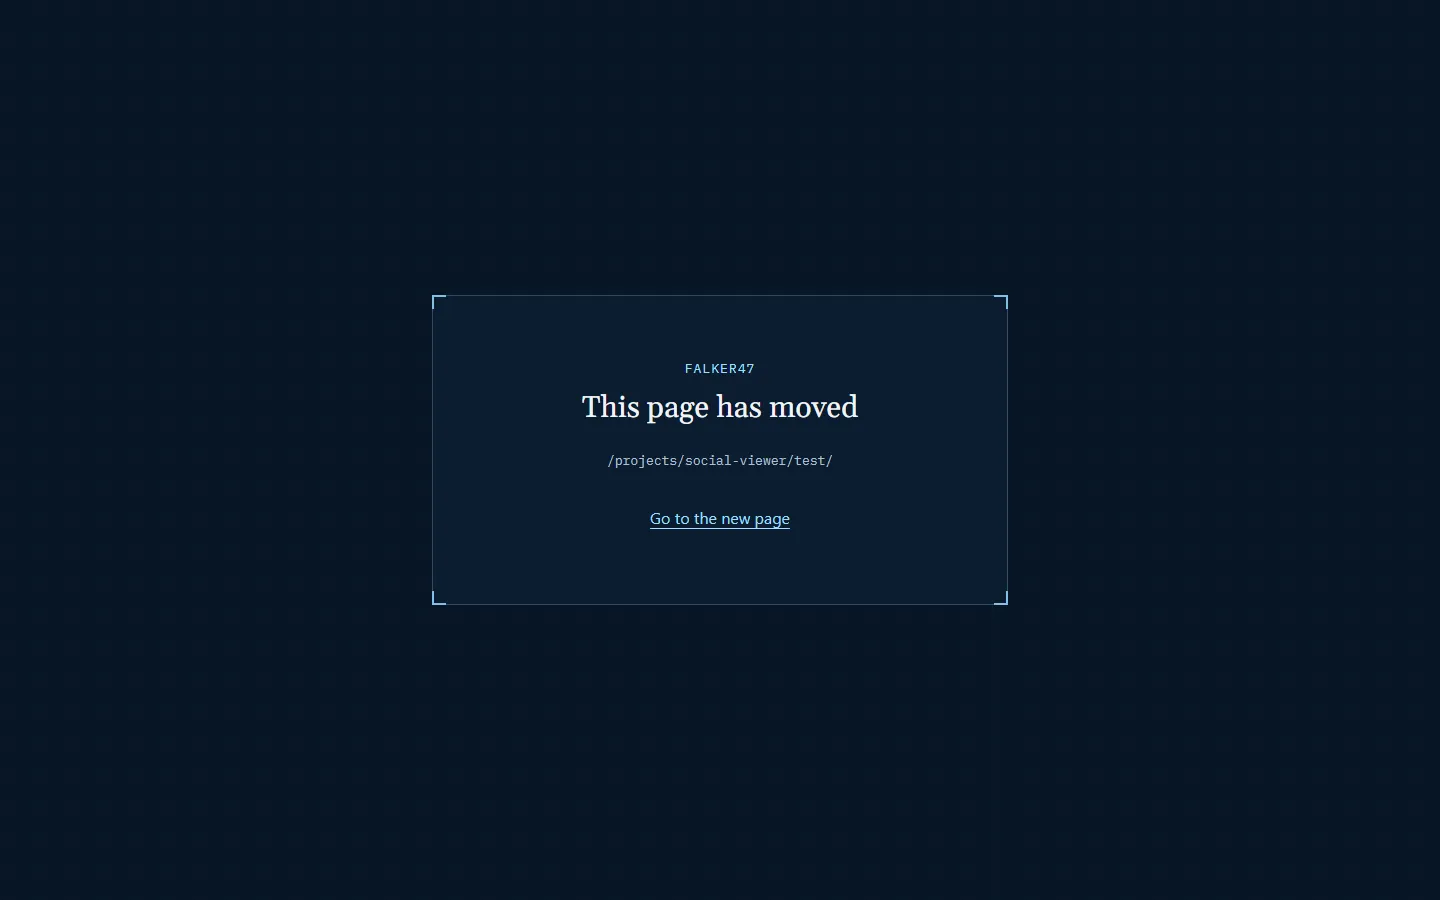 FALKER47
This page has moved
/projects/social-viewer/test/
Go to the new page